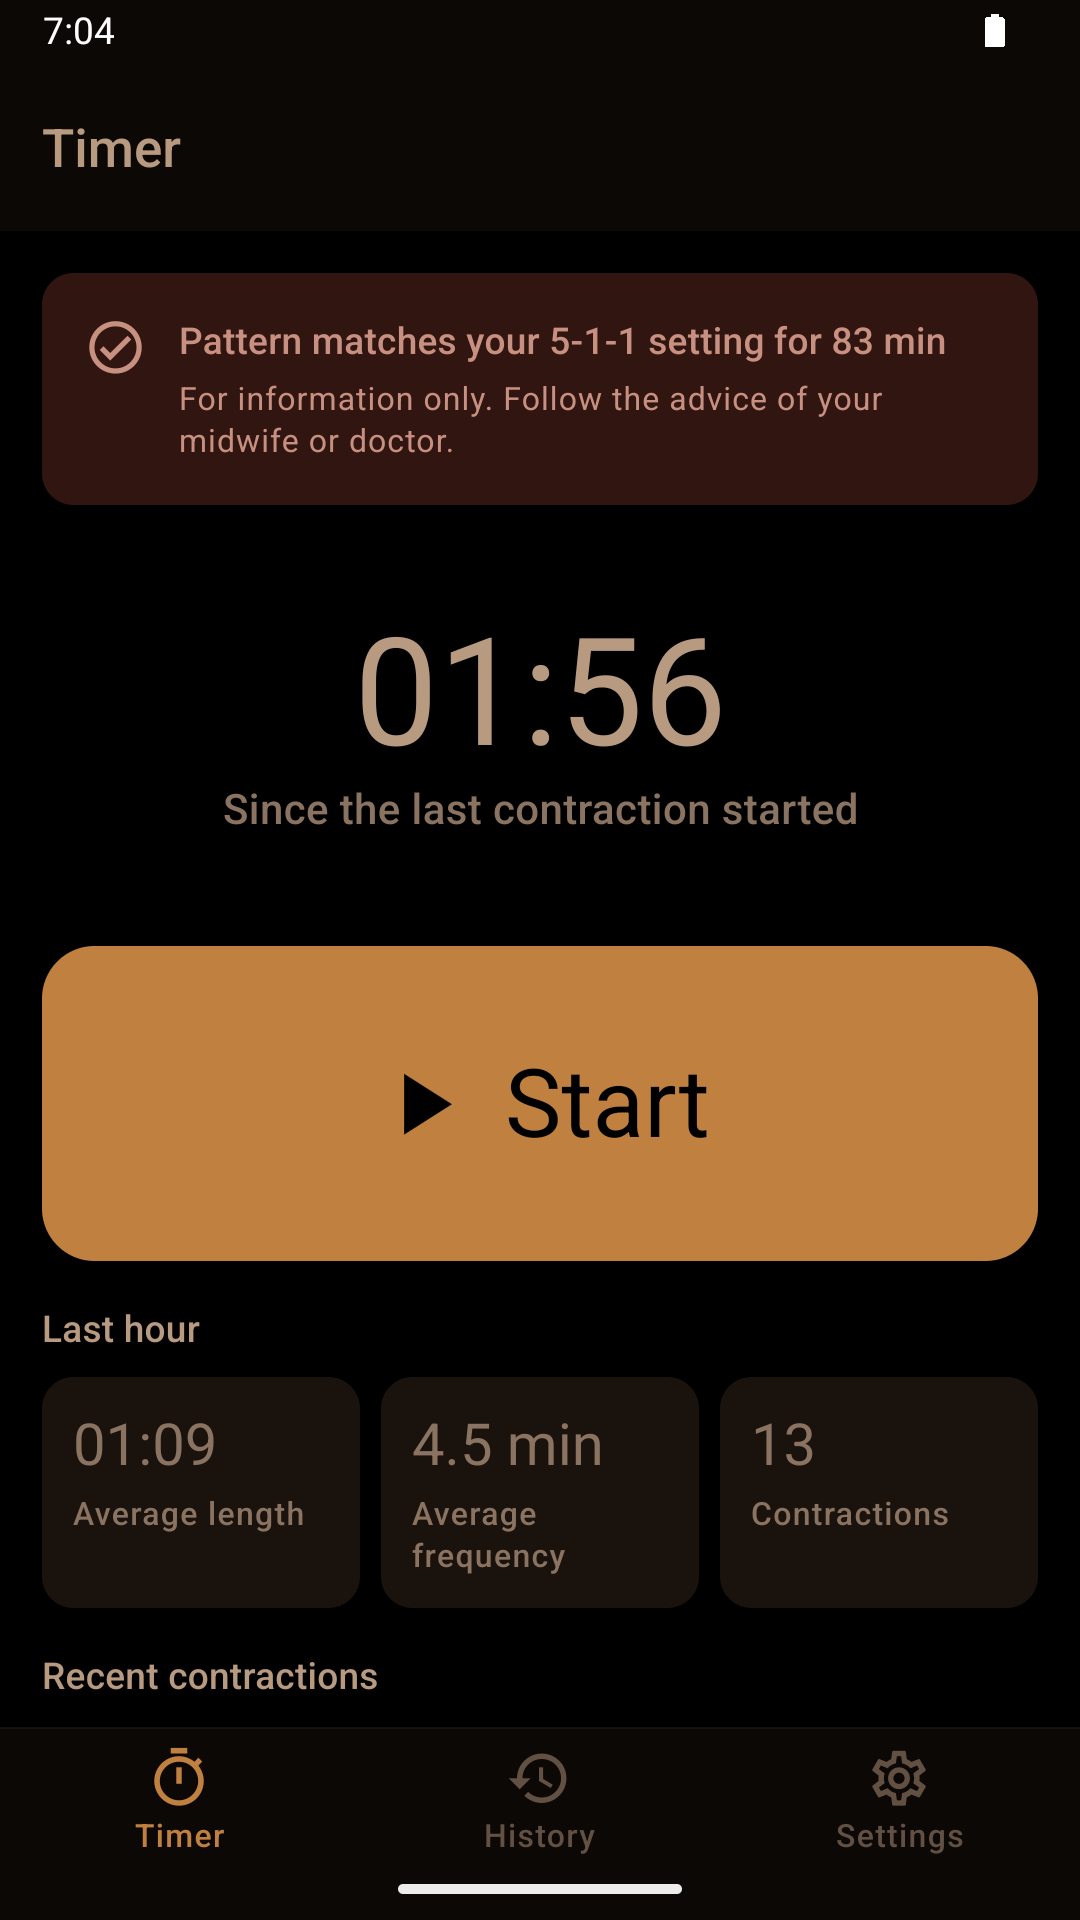 7:04
Timer
Pattern matches your 5-1-1 setting for 83 min
For information only. Follow the advice of your
midwife or doctor.
01:56
Since the last contraction started
Start
Last hour
01:09
Average length
4.5 min
Average
frequency
13
Contractions
Recent contractions
Timer
History
Settings